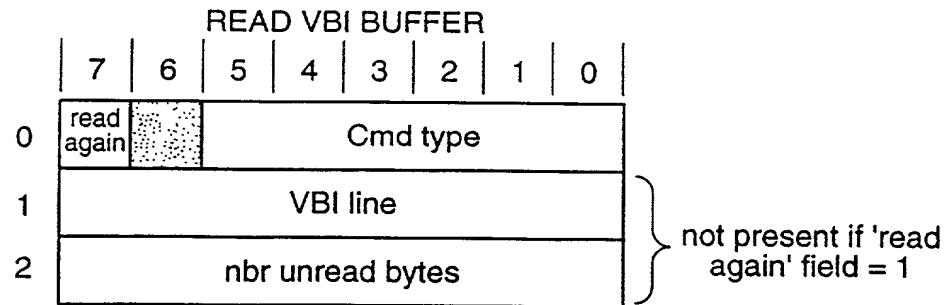 READ VBI BUFFER
7 6 5 4 3 2 1 0
0 read again Cmd type
1 VBI line
2 nbr unread bytes
not present if 'read
again' field = 1